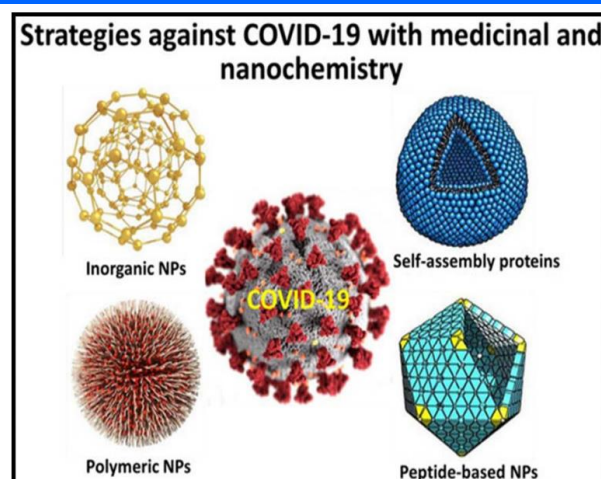 Strategies against COVID-19 with medicinal and
nanochemistry
Inorganic NPs
Self-assembly proteins
COVID-19
Polymeric NPs
Peptide-based NPs